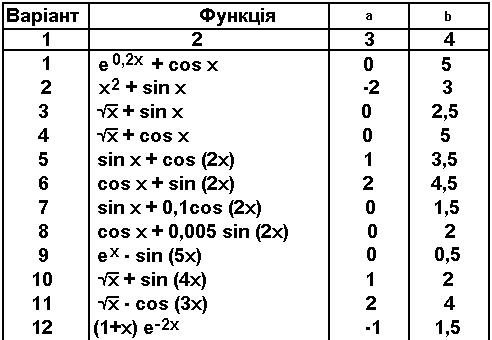 Варіант Функція a b
1 2 3 4
1 e^0,2x + cos x 0 5
2 x² + sin x -2 3
3 √x + sin x 0 2,5
4 √x + cos x 0 5
5 sin x + cos (2x) 1 3,5
6 cos x + sin (2x) 2 4,5
7 sin x + 0,1cos (2x) 0 1,5
8 cos x + 0,005 sin (2x) 0 2
9 e^x - sin (5x) 0 0,5
10 √x + sin (4x) 1 2
11 √x - cos (3x) 2 4
12 (1+x) e^-2x -1 1,5